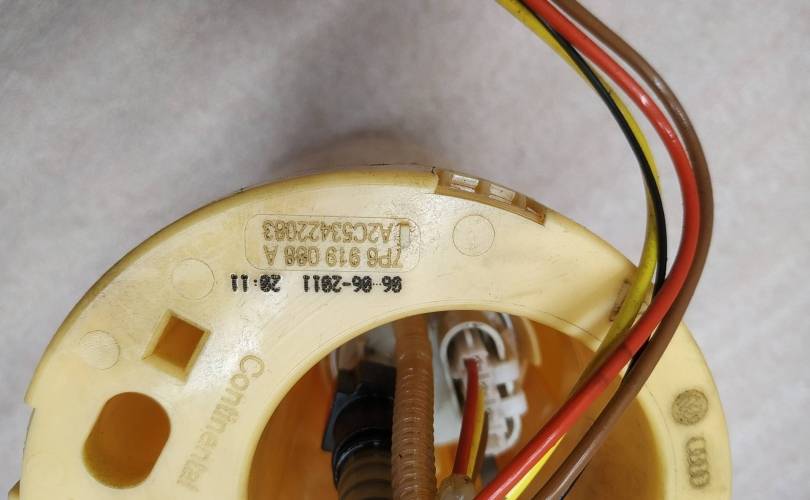 7P6 919 088 A
A2C53422083
06-06-2011 20:11
Continental